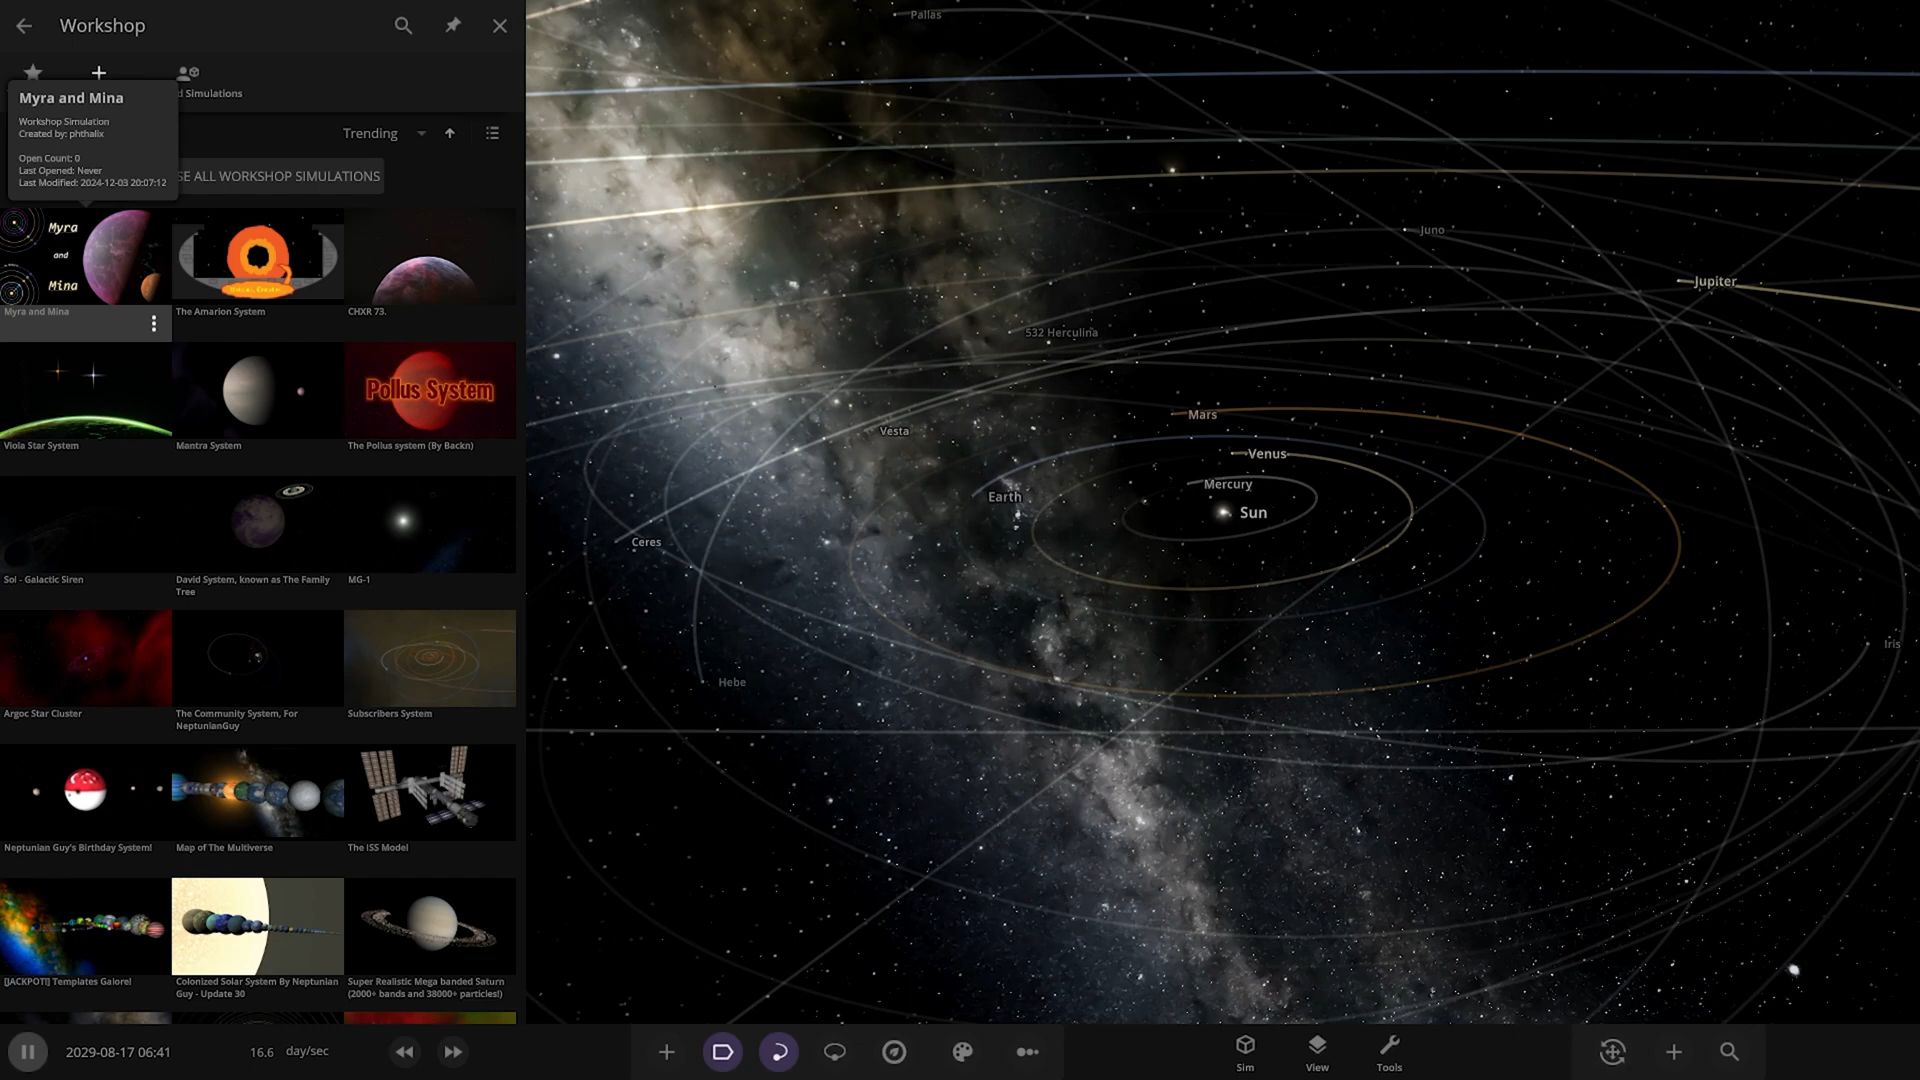 Workshop
d Simulations
Myra and Mina
Workshop Simulation
Created by: phthalix
Open Count: 0
Last Opened: Never
Last Modified: 2024-12-03 20:07:12
Trending
SE ALL WORKSHOP SIMULATIONS
Myra
and
Mina
Myra and Mina
The Amarion System
CHXR 73.
Pollus System
Viola Star System
Mantra System
The Pollus system (By Backn)
Sol - Galactic Siren
David System, known as The Family
Tree
MG-1
Argoc Star Cluster
The Community System, For
NeptunianGuy
Subscribers System
Neptunian Guy's Birthday System!
Map of The Multiverse
The ISS Model
[JACKPOT!] Templates Galore!
Colonized Solar System By Neptunian
Guy - Update 30
Super Realistic Mega banded Saturn
(2000+ bands and 38000+ particles!)
Pallas
Juno
Jupiter
532 Herculina
Mars
Vesta
Venus
Mercury
Earth
Sun
Ceres
Iris
Hebe
2029-08-17 06:41
16.6 day/sec
Sim
View
Tools